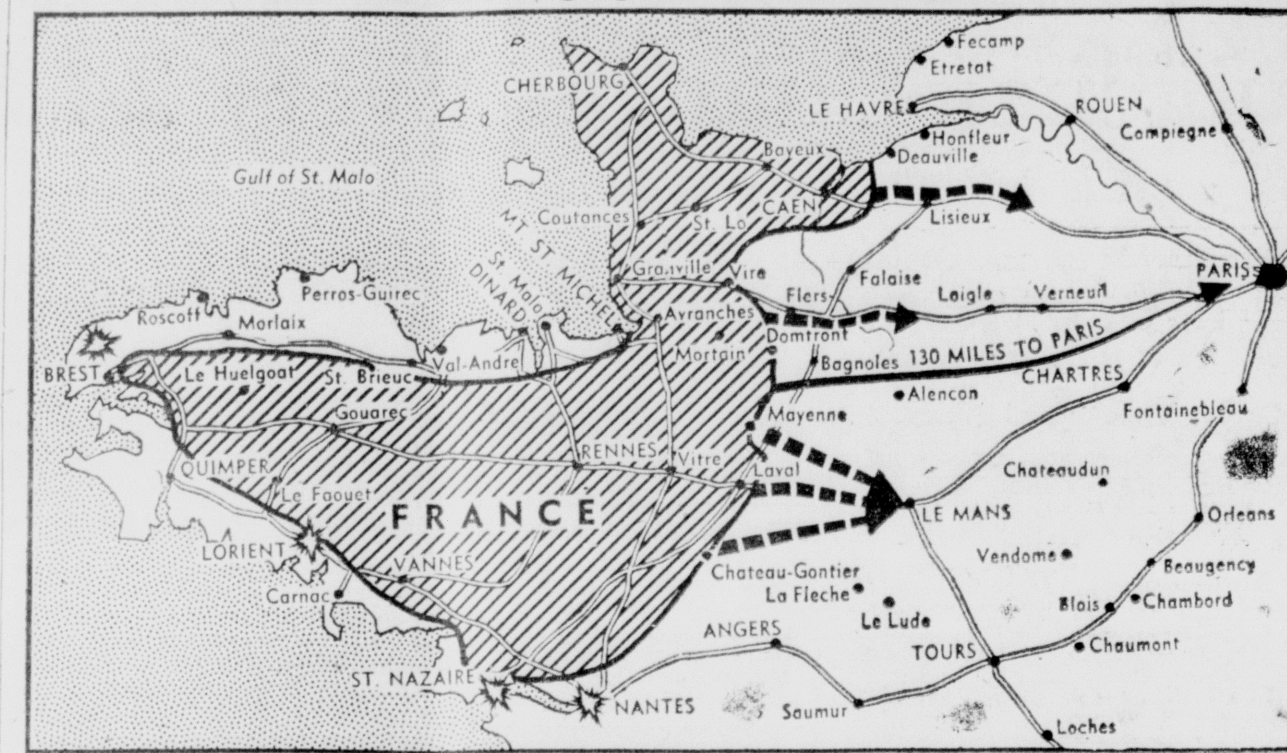 Fecamp
Etretat
CHERBOURG
LE HAVRE
ROUEN
Compiegne
Honfleur
Deauville
Bayeux
Gulf of St. Malo
CAEN
Lisieux
Coutances
St. Lo
MT ST MICHEL
St. Malo
DINARD
Granville
Vire
Falaise
PARIS
Perros-Guirec
Roscoff
Morlaix
Avranches
Flers
Laigle
Verneuil
Domtront
Mortain
Bagnoles
130 MILES TO PARIS
Val-Andre
BREST
Le Huelgoat
St. Brieuc
CHARTRES
Alencon
Fontainebleau
Gouarec
Mayenne
QUIMPER
RENNES
Vitre
Laval
Chateaudun
Le Faouet
FRANCE
LE MANS
Orleans
LORIENT
VANNES
Chateau-Gontier
Vendome
Beaugency
Carnac
La Fleche
Le Lude
Blois
Chambord
ANGERS
TOURS
Chaumont
ST. NAZAIRE
NANTES
Saumur
Loches